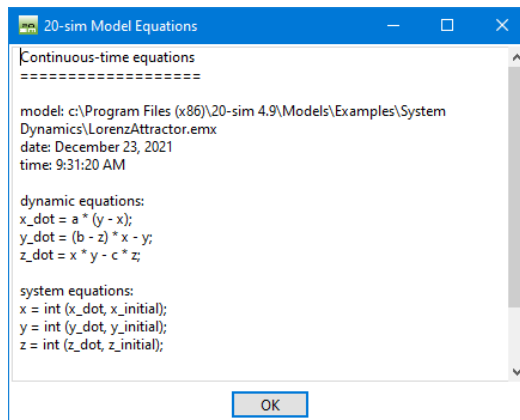 20-sim Model Equations
Continuous-time equations
===================
model: c:\Program Files (x86)\20-sim 4.9\Models\Examples\System
Dynamics\LorenzAttractor.emx
date: December 23, 2021
time: 9:31:20 AM
dynamic equations:
x_dot = a * (y - x);
y_dot = (b - z) * x - y;
z_dot = x * y - c * z;
system equations:
x = int (x_dot, x_initial);
y = int (y_dot, y_initial);
z = int (z_dot, z_initial);
OK